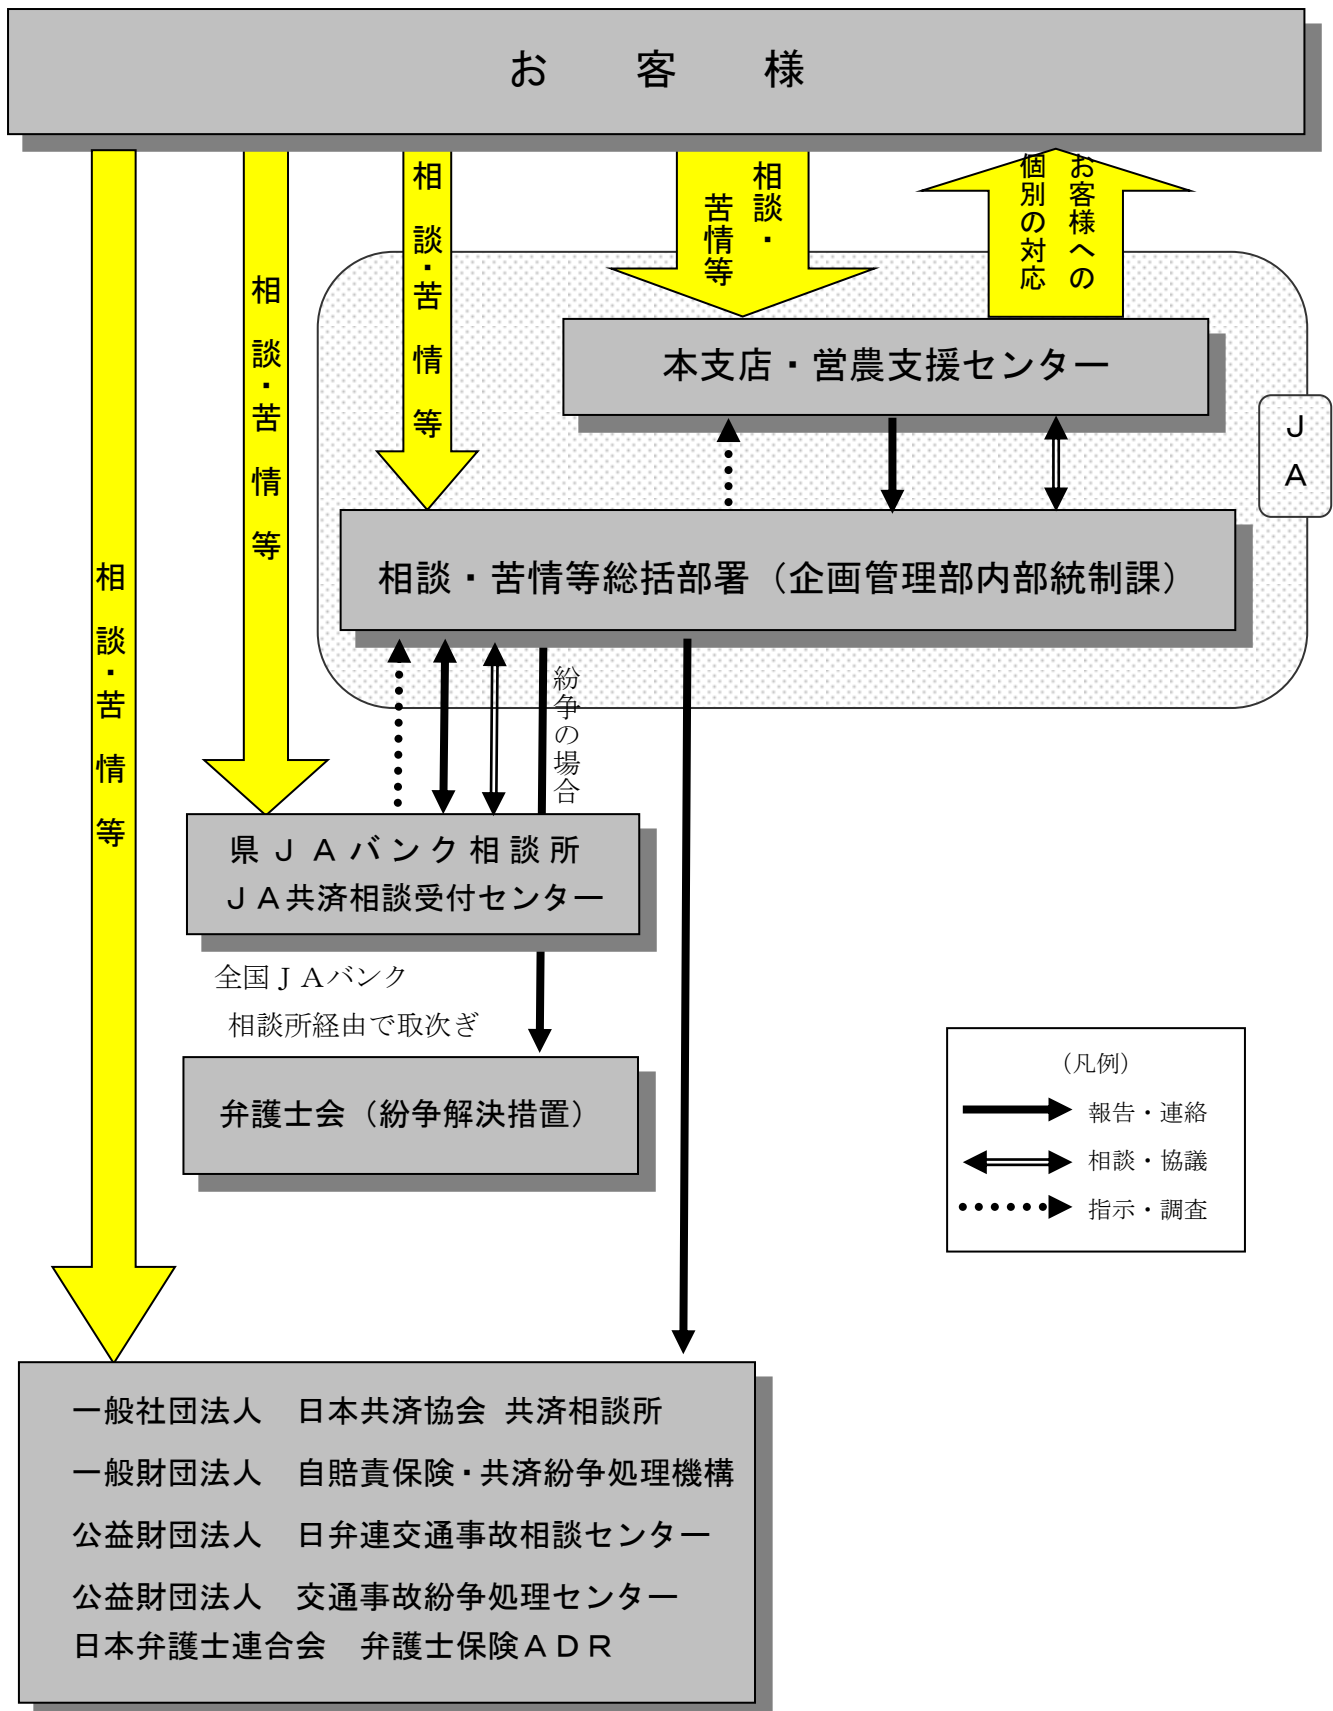 お　客　様
相談・苦情等
相談・苦情等
相談・苦情等
相談・
苦情等
お客様への
個別の対応
本支店・営農支援センター
ＪＡ
相談・苦情等総括部署（企画管理部内部統制課）
紛争の場合
県ＪＡバンク相談所
ＪＡ共済相談受付センター
全国ＪＡバンク
相談所経由で取次ぎ
弁護士会（紛争解決措置）
（凡例）
報告・連絡
相談・協議
指示・調査
一般社団法人　日本共済協会 共済相談所
一般財団法人　自賠責保険・共済紛争処理機構
公益財団法人　日弁連交通事故相談センター
公益財団法人　交通事故紛争処理センター
日本弁護士連合会　弁護士保険ＡＤＲ